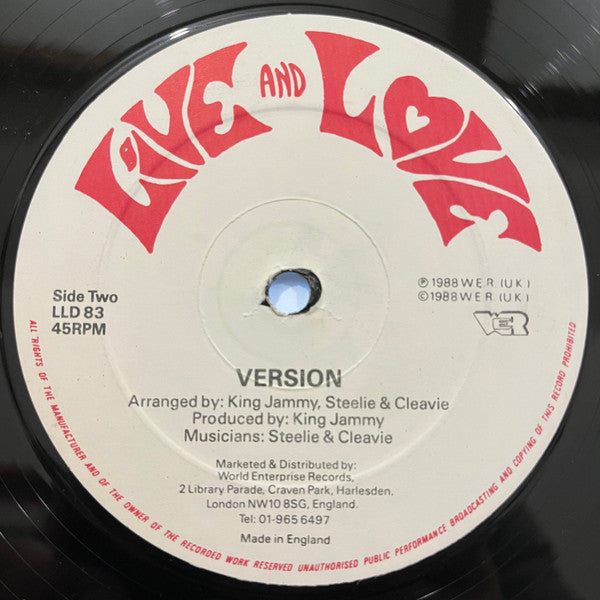 LIVE AND LOVE
Side Two
LLD 83
45RPM
℗ 1988 W.E.R. (UK)
© 1988 W.E.R. (UK)
WER
VERSION
Arranged by: King Jammy, Steelie & Cleavie
Produced by: King Jammy
Musicians: Steelie & Cleavie
Marketed & Distributed by:
World Enterprise Records,
2 Library Parade, Craven Park, Harlesden,
London NW10 8SG, England.
Tel: 01-965 6497
Made in England
ALL RIGHTS OF THE MANUFACTURER AND OF THE OWNER OF THE RECORDED WORK RESERVED UNAUTHORISED PUBLIC PERFORMANCE BROADCASTING AND COPYING OF THIS RECORD PROHIBITED